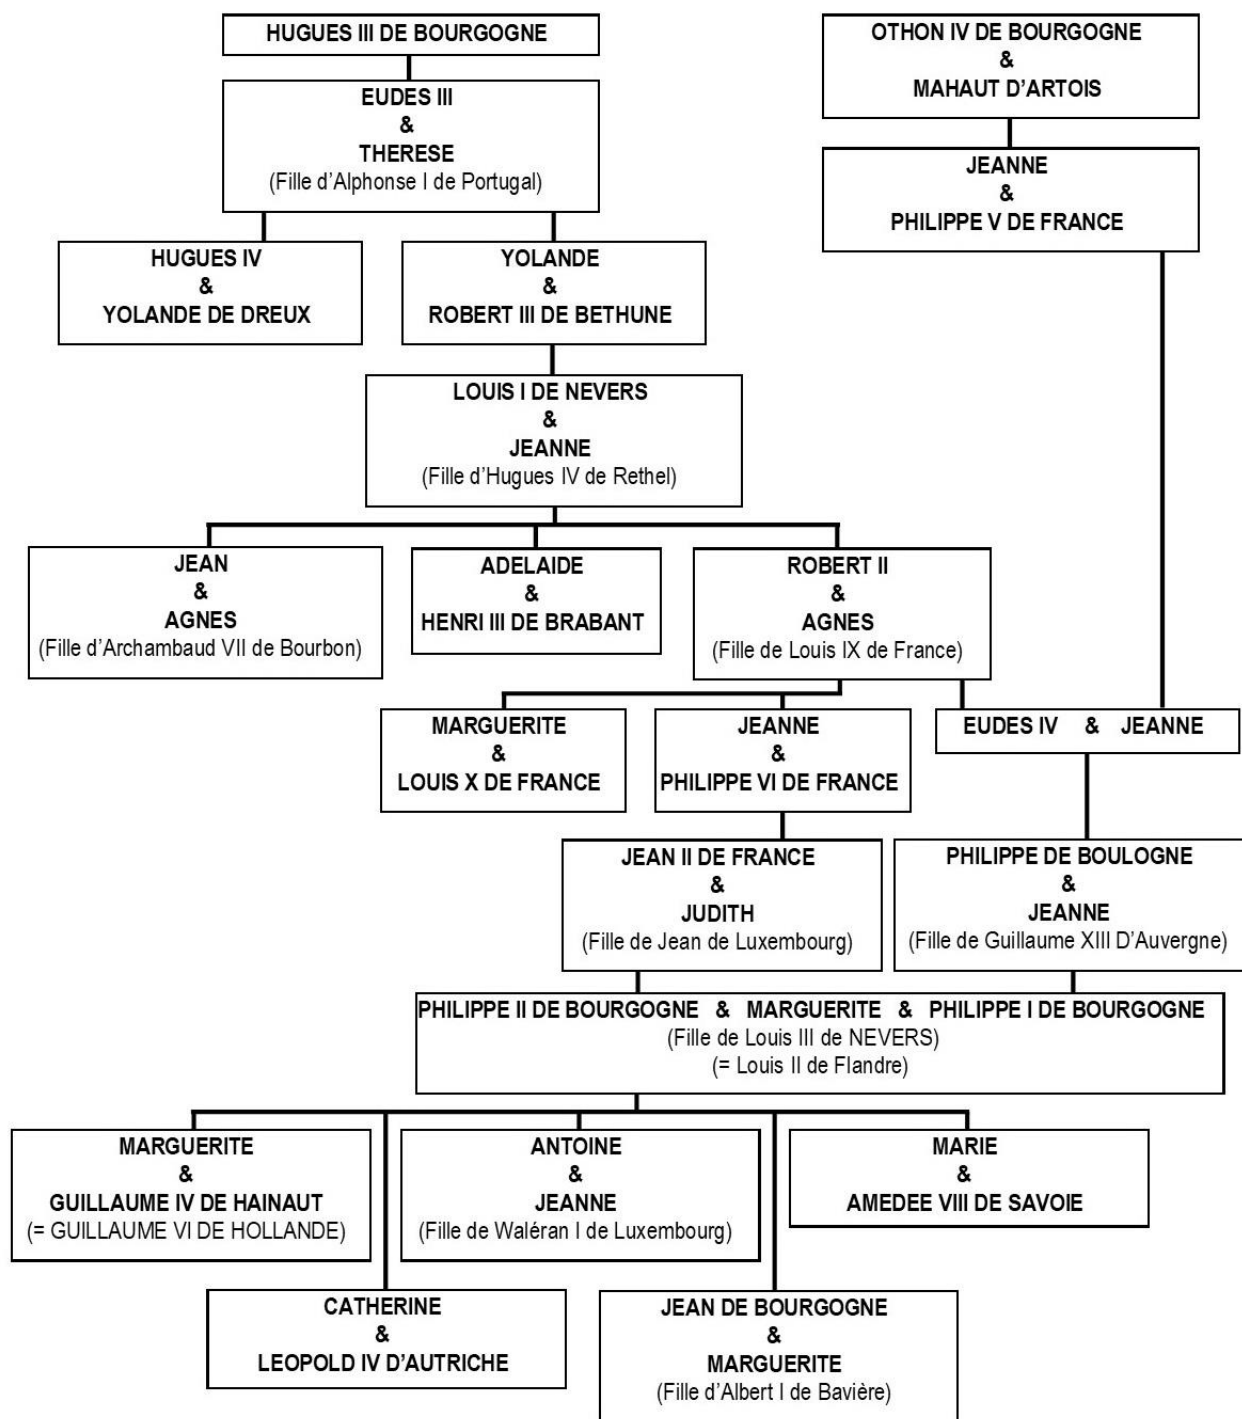 HUGUES III DE BOURGOGNE
OTHON IV DE BOURGOGNE
&
MAHAUT D'ARTOIS
EUDES III
&
THERESE
(Fille d'Alphonse I de Portugal)
JEANNE
&
PHILIPPE V DE FRANCE
HUGUES IV
&
YOLANDE DE DREUX
YOLANDE
&
ROBERT III DE BETHUNE
LOUIS I DE NEVERS
&
JEANNE
(Fille d'Hugues IV de Rethel)
JEAN
&
AGNES
(Fille d'Archambaud VII de Bourbon)
ADELAIDE
&
HENRI III DE BRABANT
ROBERT II
&
AGNES
(Fille de Louis IX de France)
MARGUERITE
&
LOUIS X DE FRANCE
JEANNE
&
PHILIPPE VI DE FRANCE
EUDES IV & JEANNE
JEAN II DE FRANCE
&
JUDITH
(Fille de Jean de Luxembourg)
PHILIPPE DE BOULOGNE
&
JEANNE
(Fille de Guillaume XIII D'Auvergne)
PHILIPPE II DE BOURGOGNE & MARGUERITE & PHILIPPE I DE BOURGOGNE
(Fille de Louis III de NEVERS)
(= Louis II de Flandre)
MARGUERITE
&
GUILLAUME IV DE HAINAUT
(= GUILLAUME VI DE HOLLANDE)
ANTOINE
&
JEANNE
(Fille de Waléran I de Luxembourg)
MARIE
&
AMEDEE VIII DE SAVOIE
CATHERINE
&
LEOPOLD IV D'AUTRICHE
JEAN DE BOURGOGNE
&
MARGUERITE
(Fille d'Albert I de Bavière)